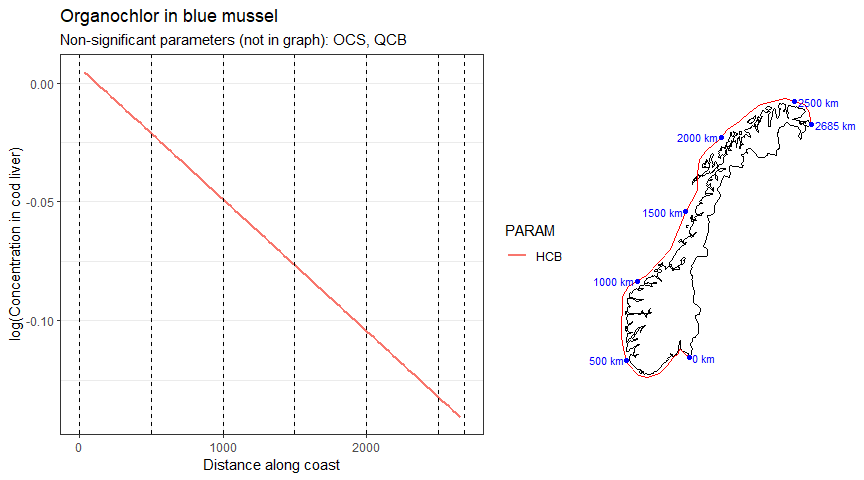 Organochlor in blue mussel
Non-significant parameters (not in graph): OCS, QCB
log(Concentration in cod liver)
0.00
-0.05
-0.10
0
1000
2000
Distance along coast
PARAM
HCB
2500 km
2685 km
2000 km
1500 km
1000 km
500 km
0 km